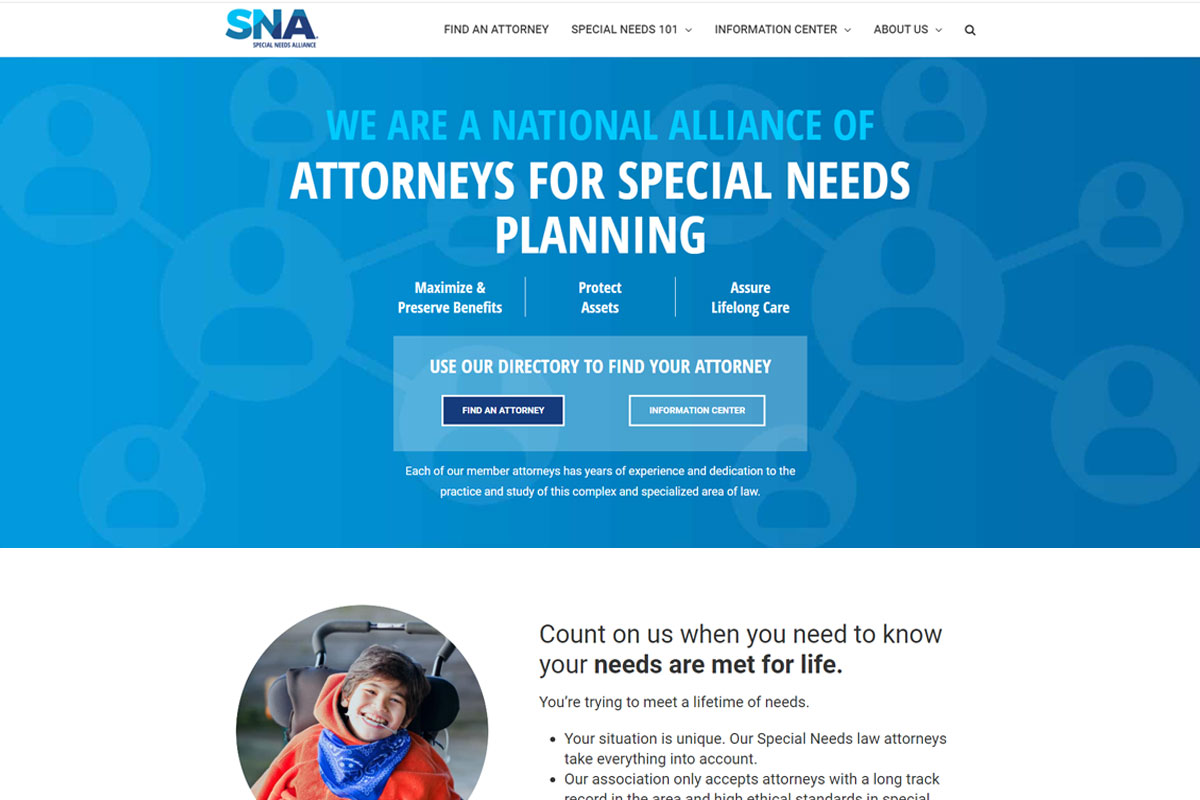 SNA
SPECIAL NEEDS ALLIANCE
FIND AN ATTORNEY SPECIAL NEEDS 101 INFORMATION CENTER ABOUT US
WE ARE A NATIONAL ALLIANCE OF
ATTORNEYS FOR SPECIAL NEEDS
PLANNING
Maximize &
Preserve Benefits
Protect
Assets
Assure
Lifelong Care
USE OUR DIRECTORY TO FIND YOUR ATTORNEY
FIND AN ATTORNEY INFORMATION CENTER
Each of our member attorneys has years of experience and dedication to the
practice and study of this complex and specialized area of law.
Count on us when you need to know
your needs are met for life.
You’re trying to meet a lifetime of needs.
• Your situation is unique. Our Special Needs law attorneys
take everything into account.
• Our association only accepts attorneys with a long track
record in the area and high ethical standards in special